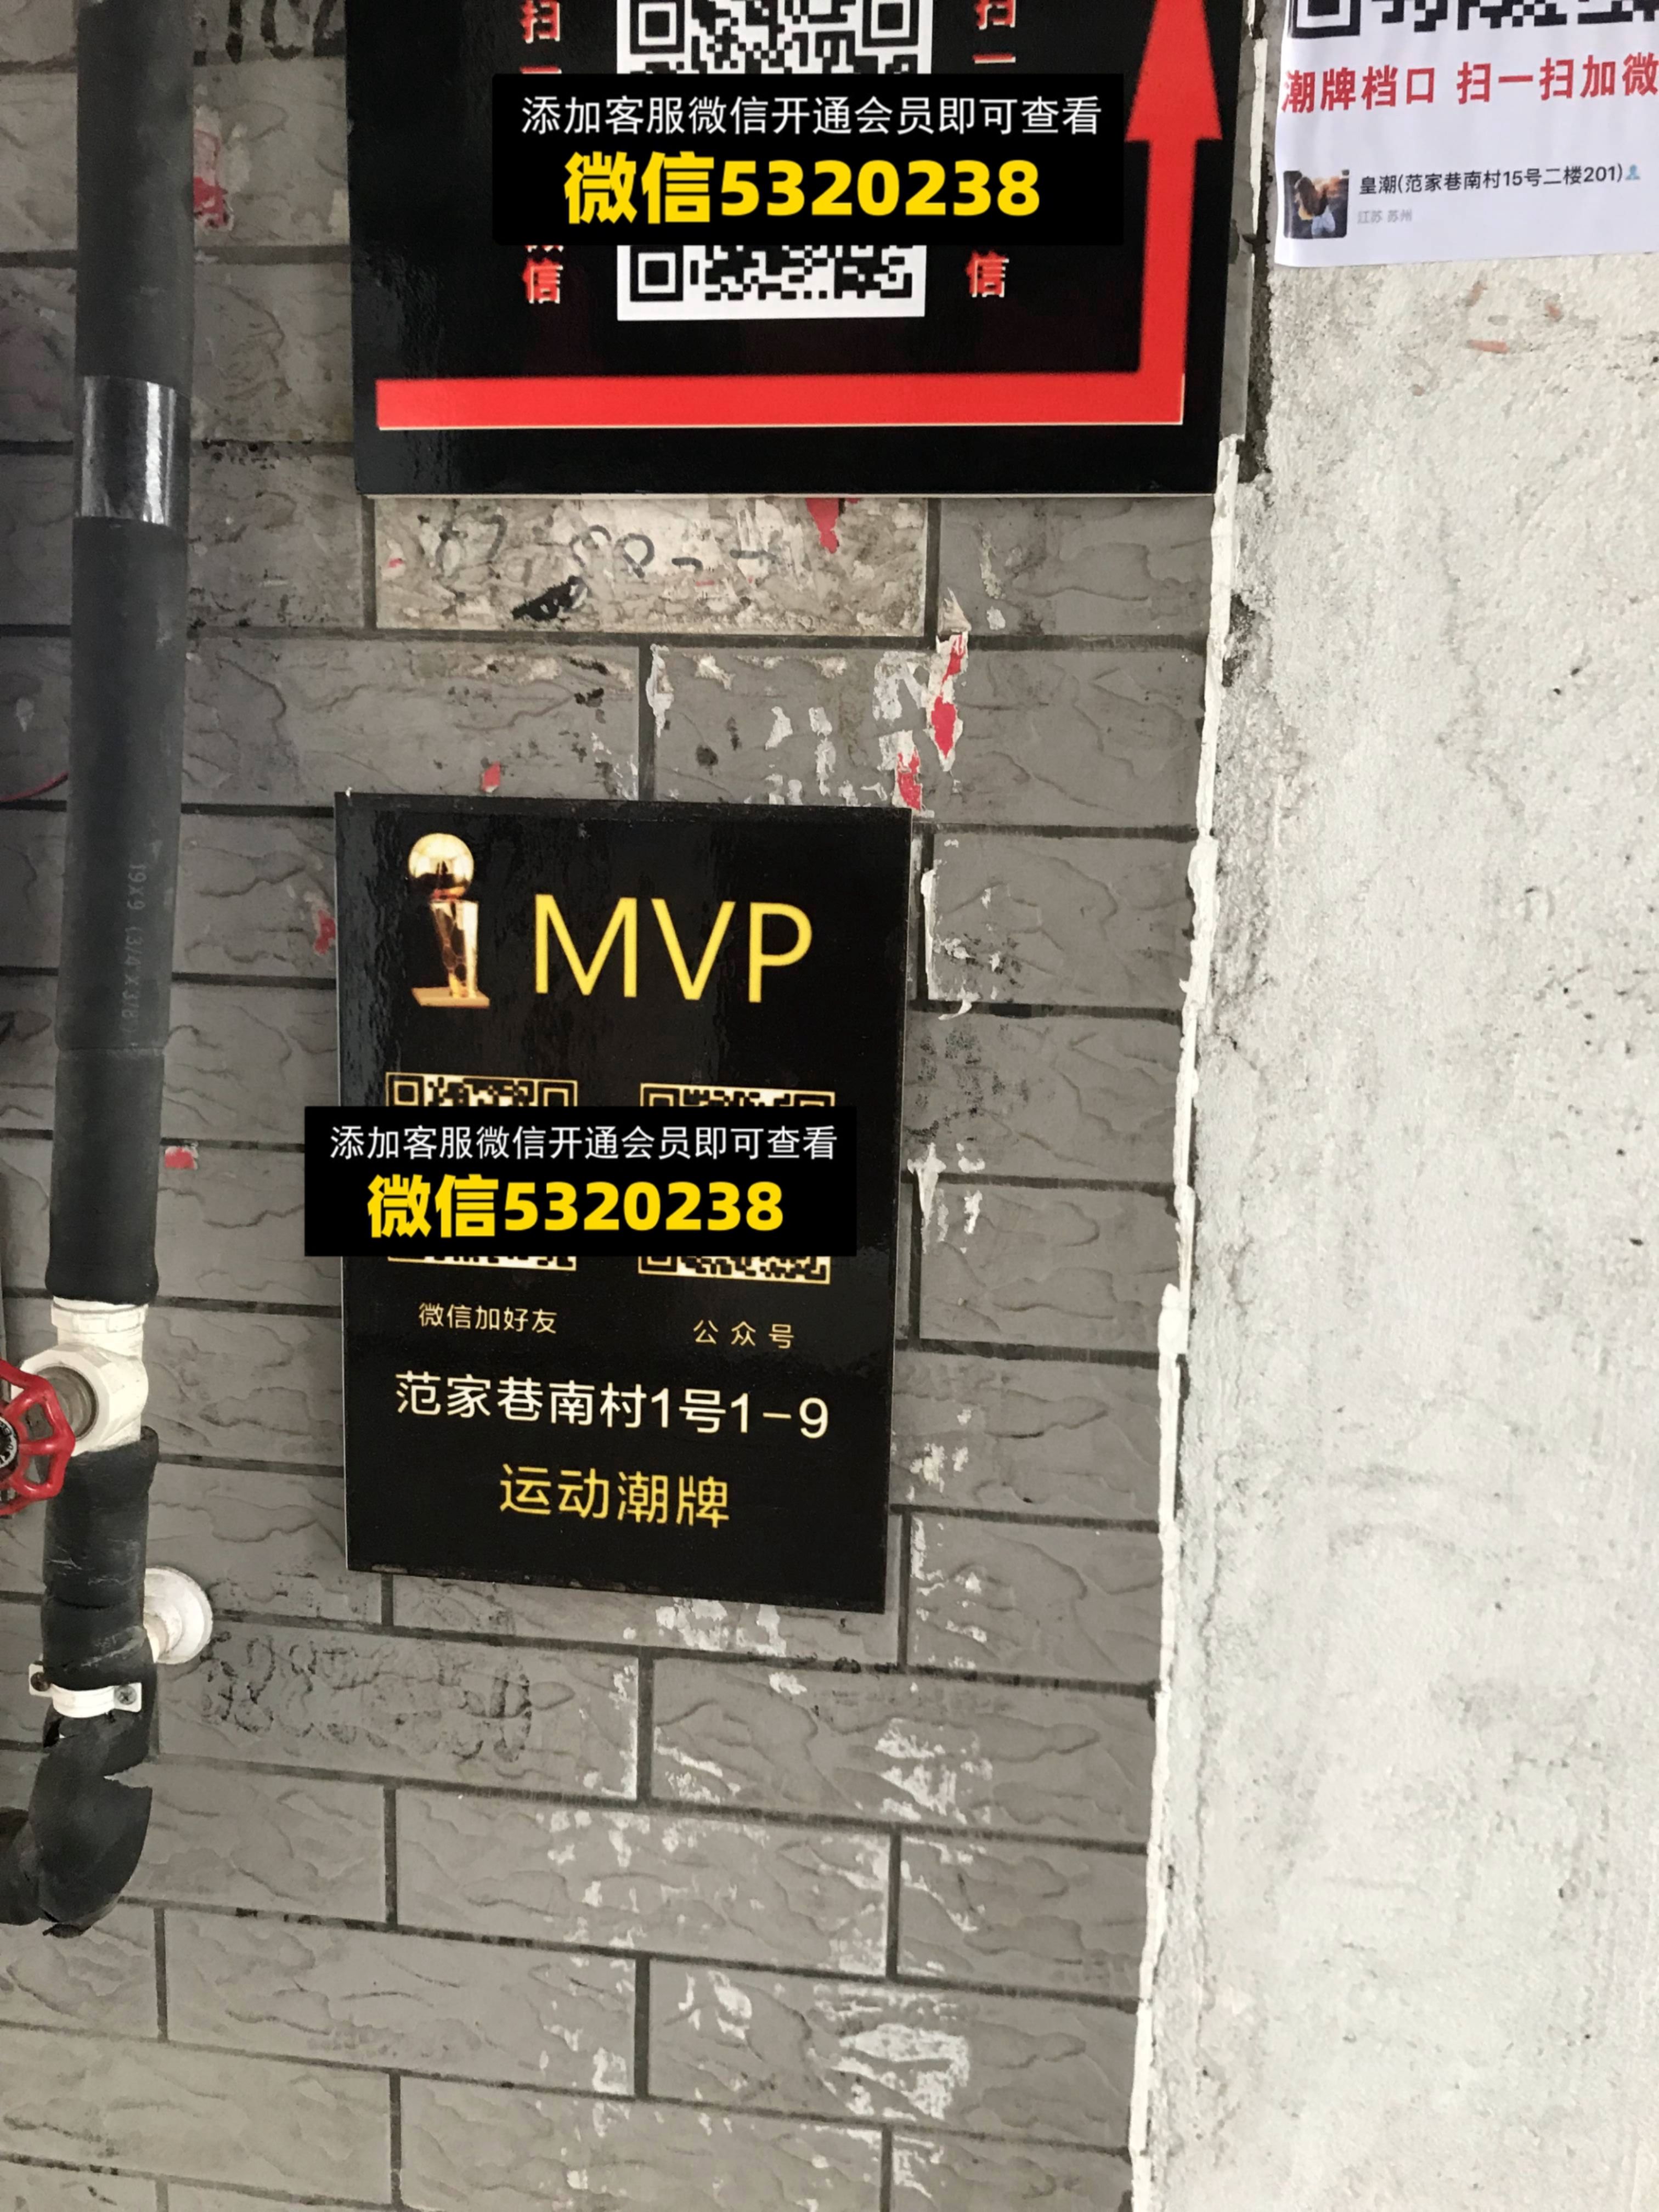 扫一
扫一
添加客服微信开通会员即可查看
微信5320238
微信
信
潮牌档口 扫一扫加微
皇潮(范家巷南村15号二楼201)
江苏 苏州
MVP
添加客服微信开通会员即可查看
微信5320238
微信加好友
公众号
范家巷南村1号1-9
运动潮牌